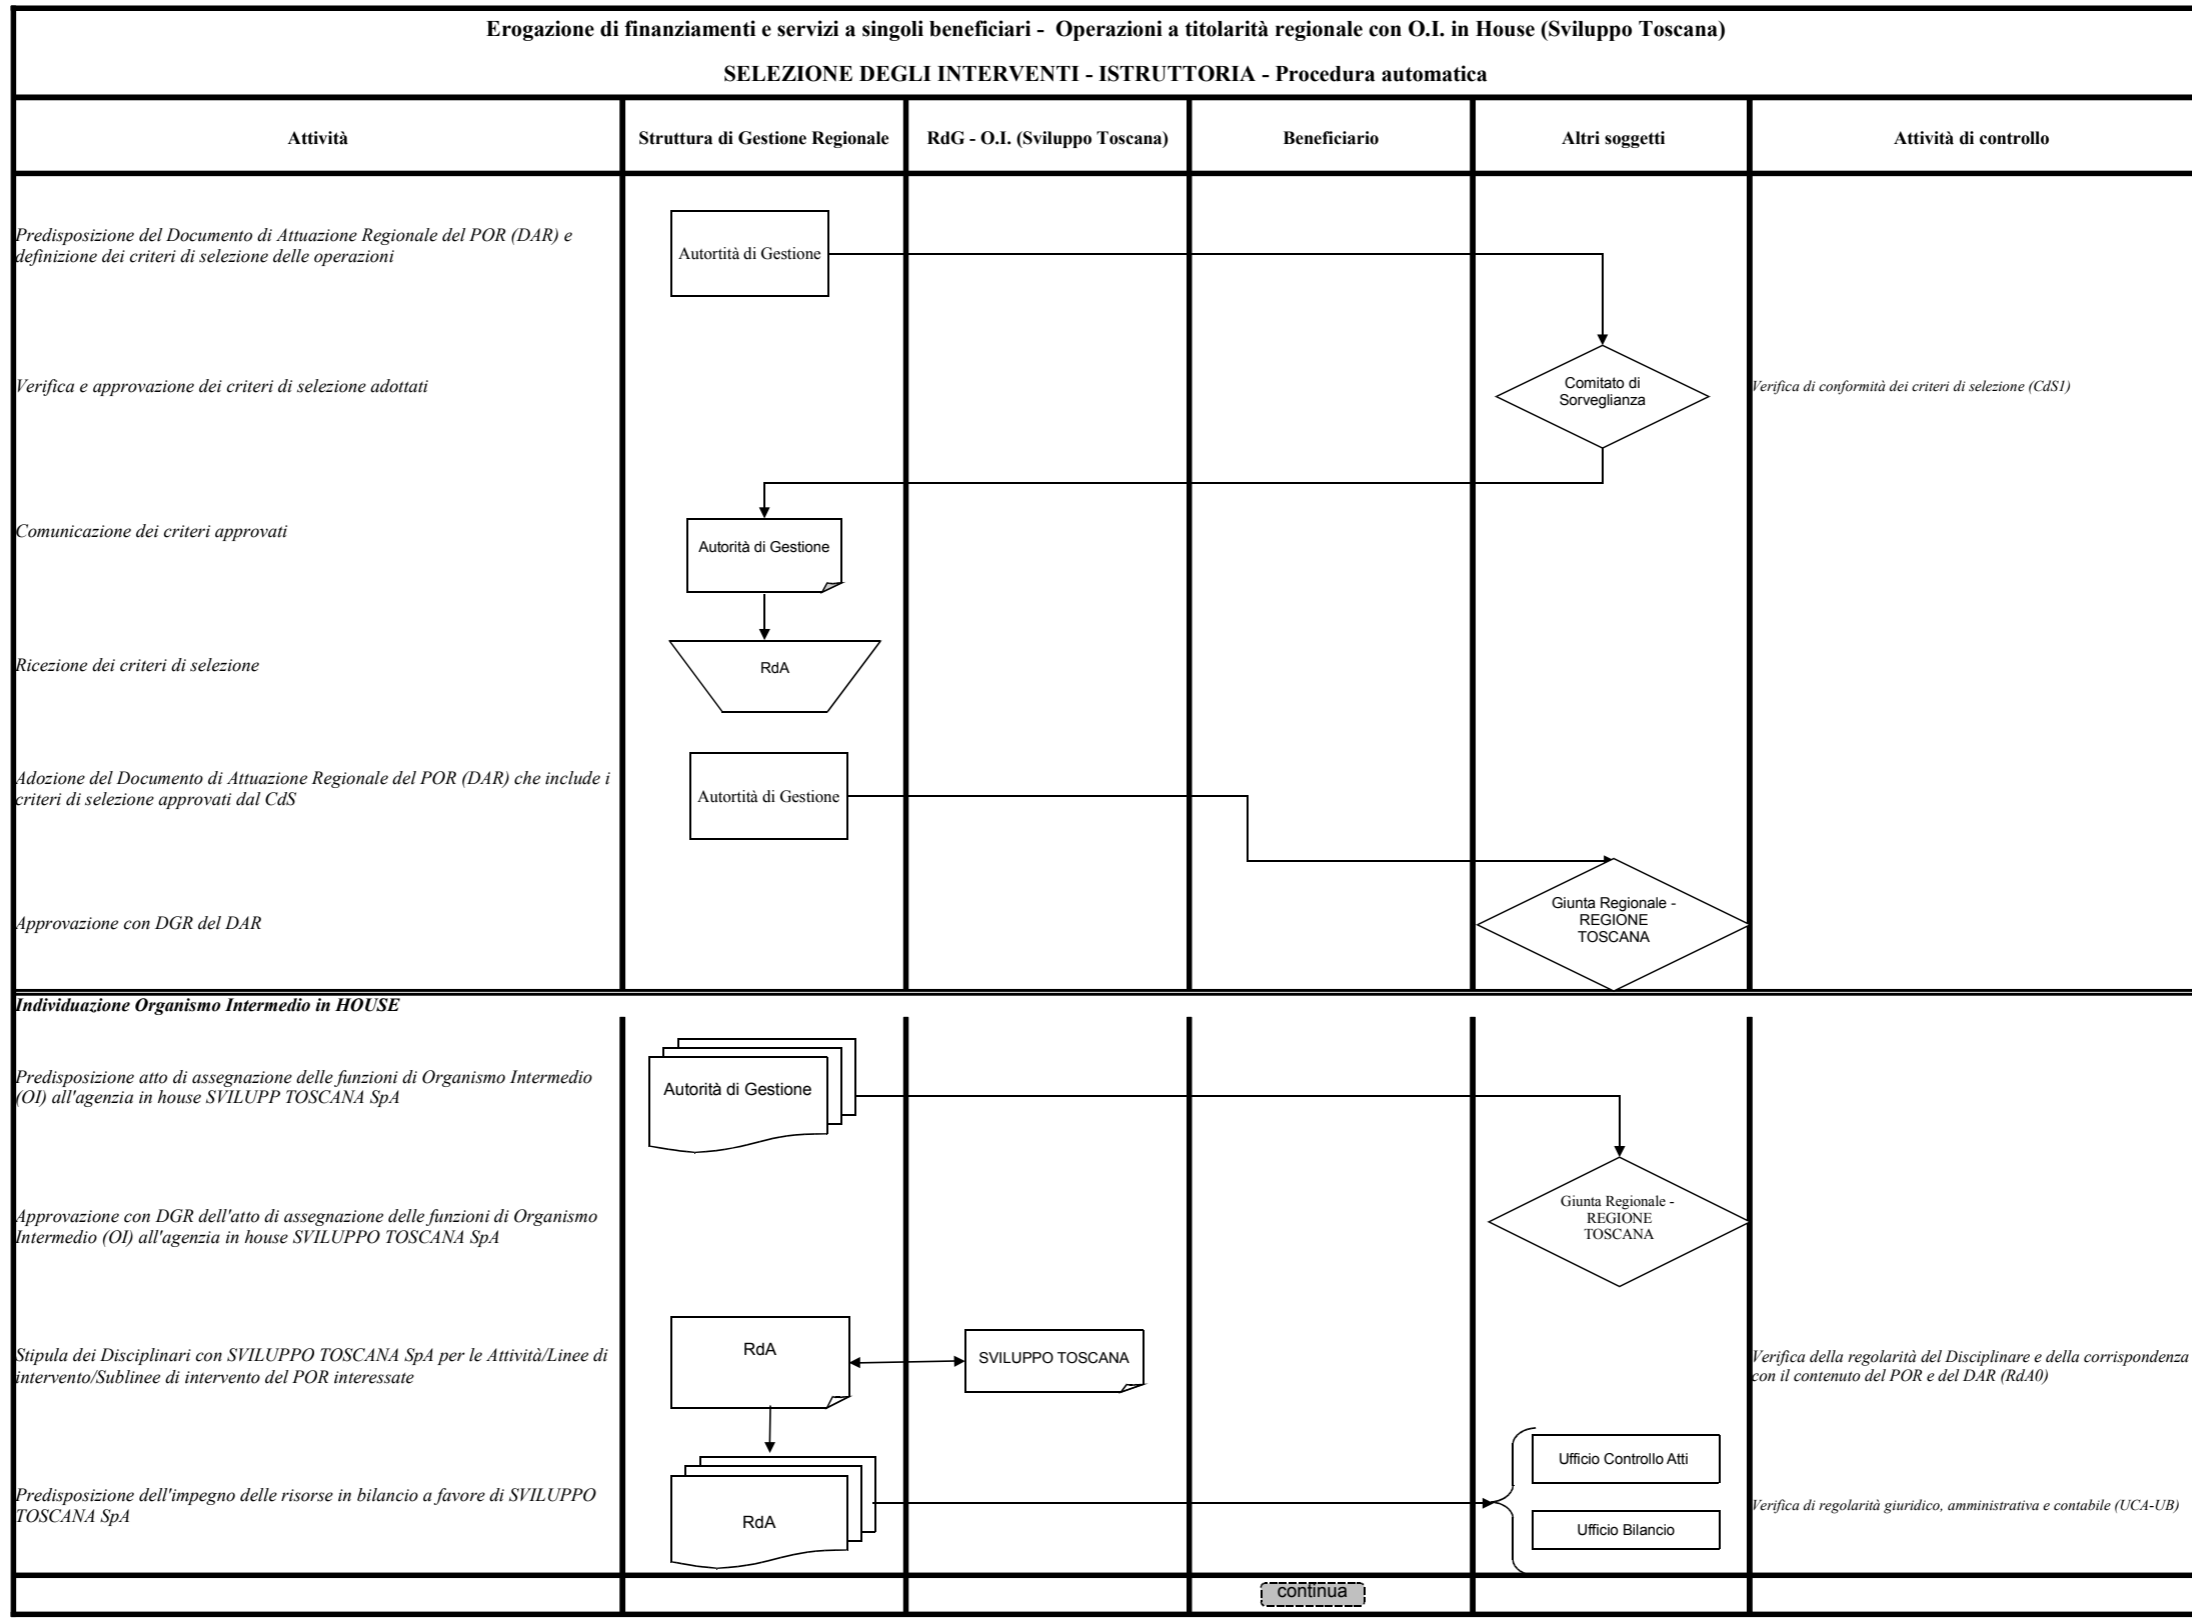 Erogazione di finanziamenti e servizi a singoli beneficiari - Operazioni a titolarità regionale con O.I. in House (Sviluppo Toscana)
SELEZIONE DEGLI INTERVENTI - ISTRUTTORIA - Procedura automatica
Attività
Struttura di Gestione Regionale
RdG - O.I. (Sviluppo Toscana)
Beneficiario
Altri soggetti
Attività di controllo
Predisposizione del Documento di Attuazione Regionale del POR (DAR) e
definizione dei criteri di selezione delle operazioni
Autortità di Gestione
Verifica e approvazione dei criteri di selezione adottati
Comitato di
Sorveglianza
Verifica di conformità dei criteri di selezione (CdS1)
Comunicazione dei criteri approvati
Autorità di Gestione
Ricezione dei criteri di selezione
RdA
Adozione del Documento di Attuazione Regionale del POR (DAR) che include i
criteri di selezione approvati dal CdS
Autortità di Gestione
Approvazione con DGR del DAR
Giunta Regionale -
REGIONE
TOSCANA
Individuazione Organismo Intermedio in HOUSE
Predisposizione atto di assegnazione delle funzioni di Organismo Intermedio
(OI) all'agenzia in house SVILUPP TOSCANA SpA
Autorità di Gestione
Approvazione con DGR dell'atto di assegnazione delle funzioni di Organismo
Intermedio (OI) all'agenzia in house SVILUPPO TOSCANA SpA
Giunta Regionale -
REGIONE
TOSCANA
Stipula dei Disciplinari con SVILUPPO TOSCANA SpA per le Attività/Linee di
intervento/Sublinee di intervento del POR interessate
RdA
SVILUPPO TOSCANA
Verifica della regolarità del Disciplinare e della corrispondenza
con il contenuto del POR e del DAR (RdA0)
Predisposizione dell'impegno delle risorse in bilancio a favore di SVILUPPO
TOSCANA SpA
RdA
Ufficio Controllo Atti
Ufficio Bilancio
Verifica di regolarità giuridico, amministrativa e contabile (UCA-UB)
continua